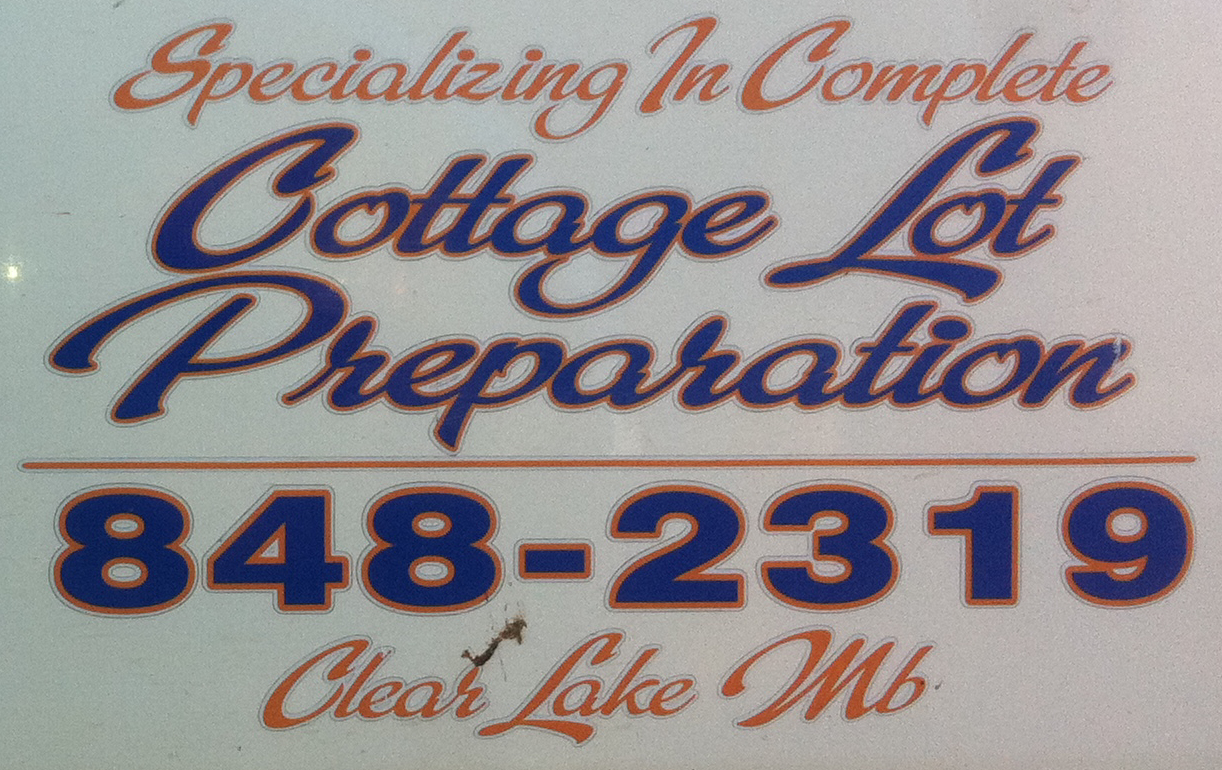 Specializing In Complete
Cottage Lot
Preparation
848-2319
Clear Lake Mb